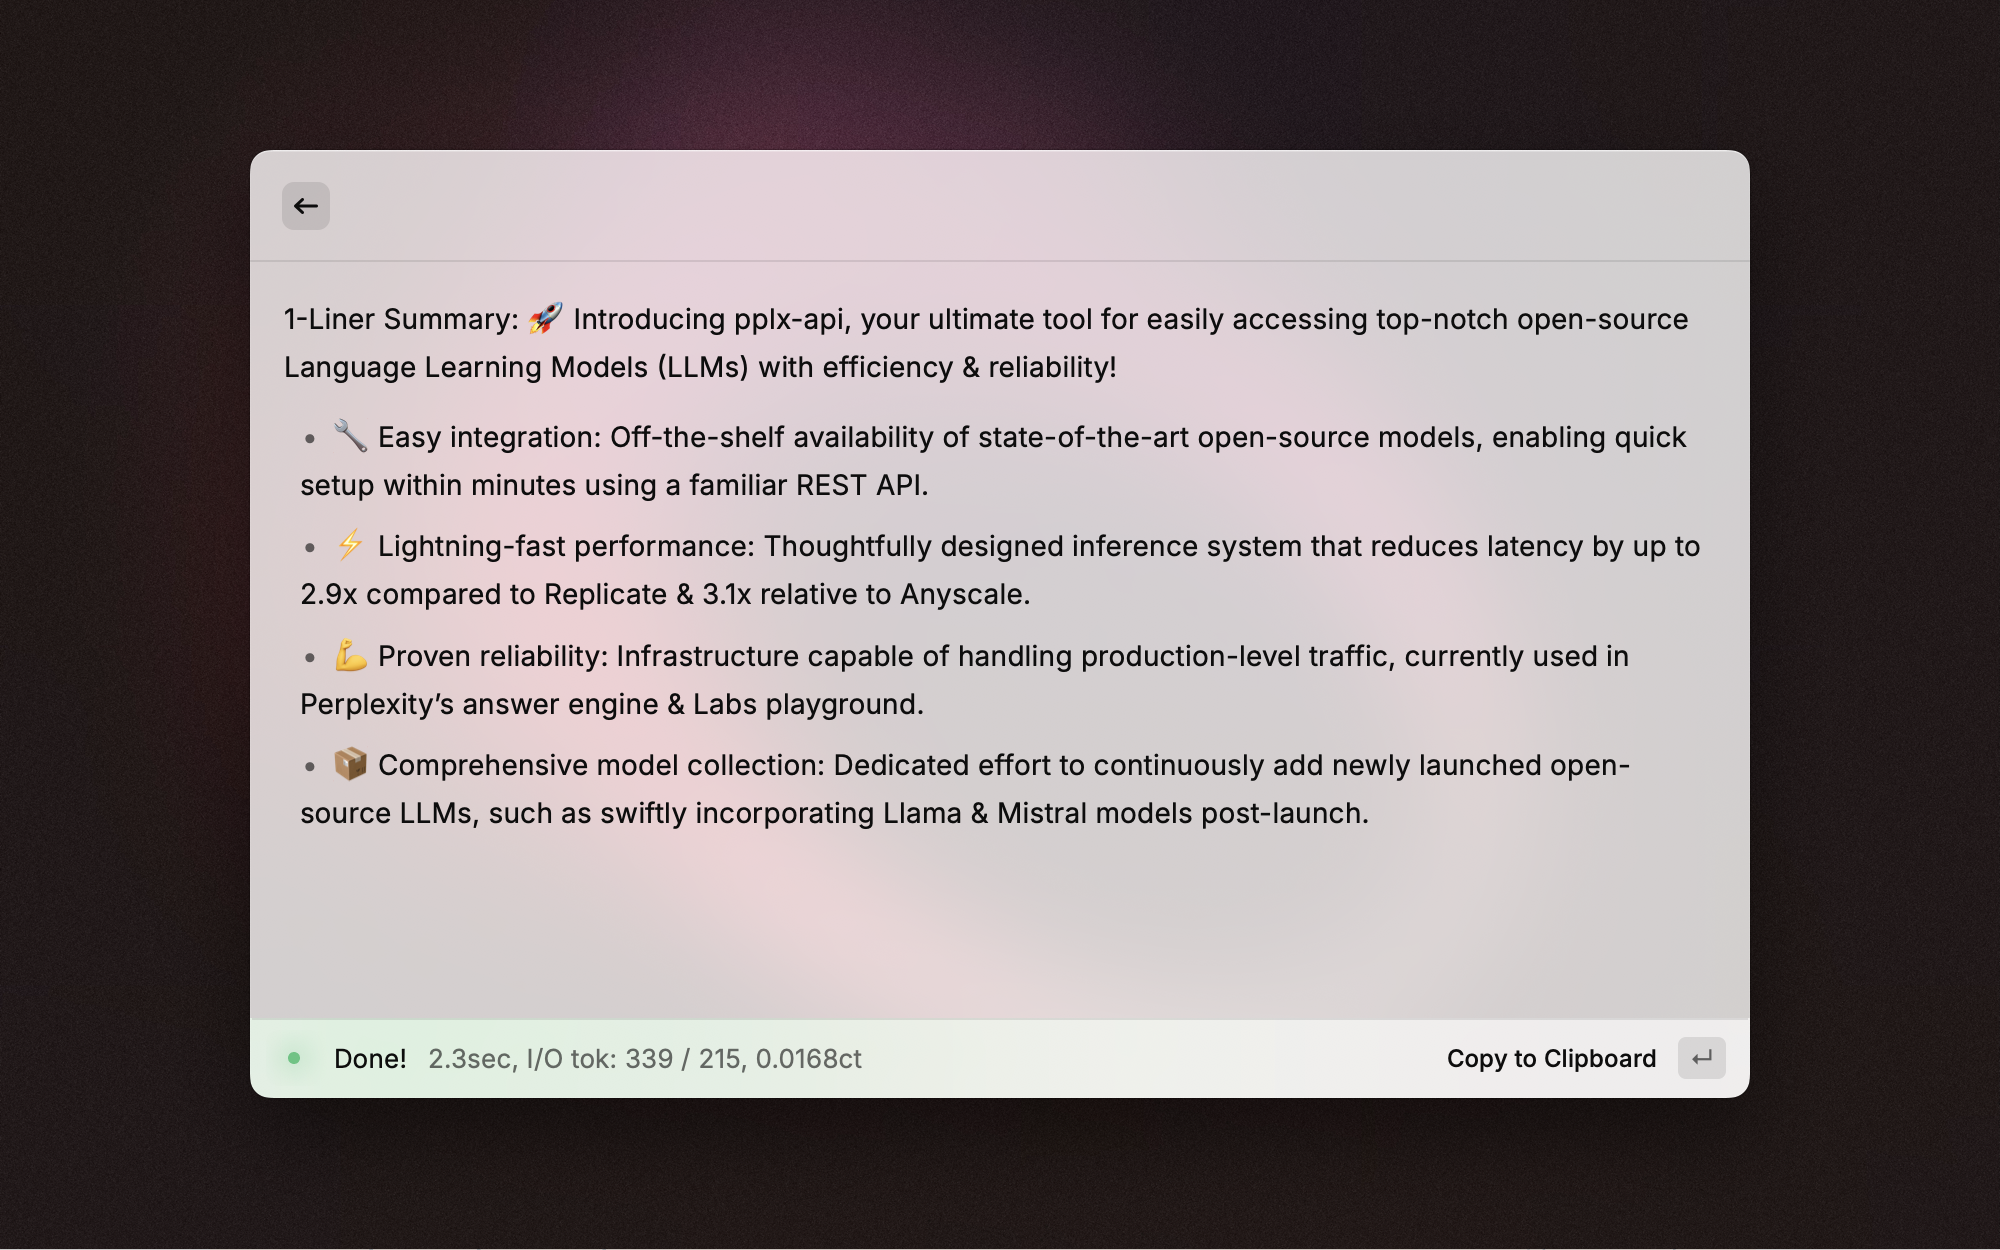 1-Liner Summary: 🚀 Introducing pplx-api, your ultimate tool for easily accessing top-notch open-source
Language Learning Models (LLMs) with efficiency & reliability!
• 🔧 Easy integration: Off-the-shelf availability of state-of-the-art open-source models, enabling quick
setup within minutes using a familiar REST API.
• ⚡ Lightning-fast performance: Thoughtfully designed inference system that reduces latency by up to
2.9x compared to Replicate & 3.1x relative to Anyscale.
• 💪 Proven reliability: Infrastructure capable of handling production-level traffic, currently used in
Perplexity’s answer engine & Labs playground.
• 📦 Comprehensive model collection: Dedicated effort to continuously add newly launched open-
source LLMs, such as swiftly incorporating Llama & Mistral models post-launch.
Done! 2.3sec, I/O tok: 339 / 215, 0.0168ct
Copy to Clipboard